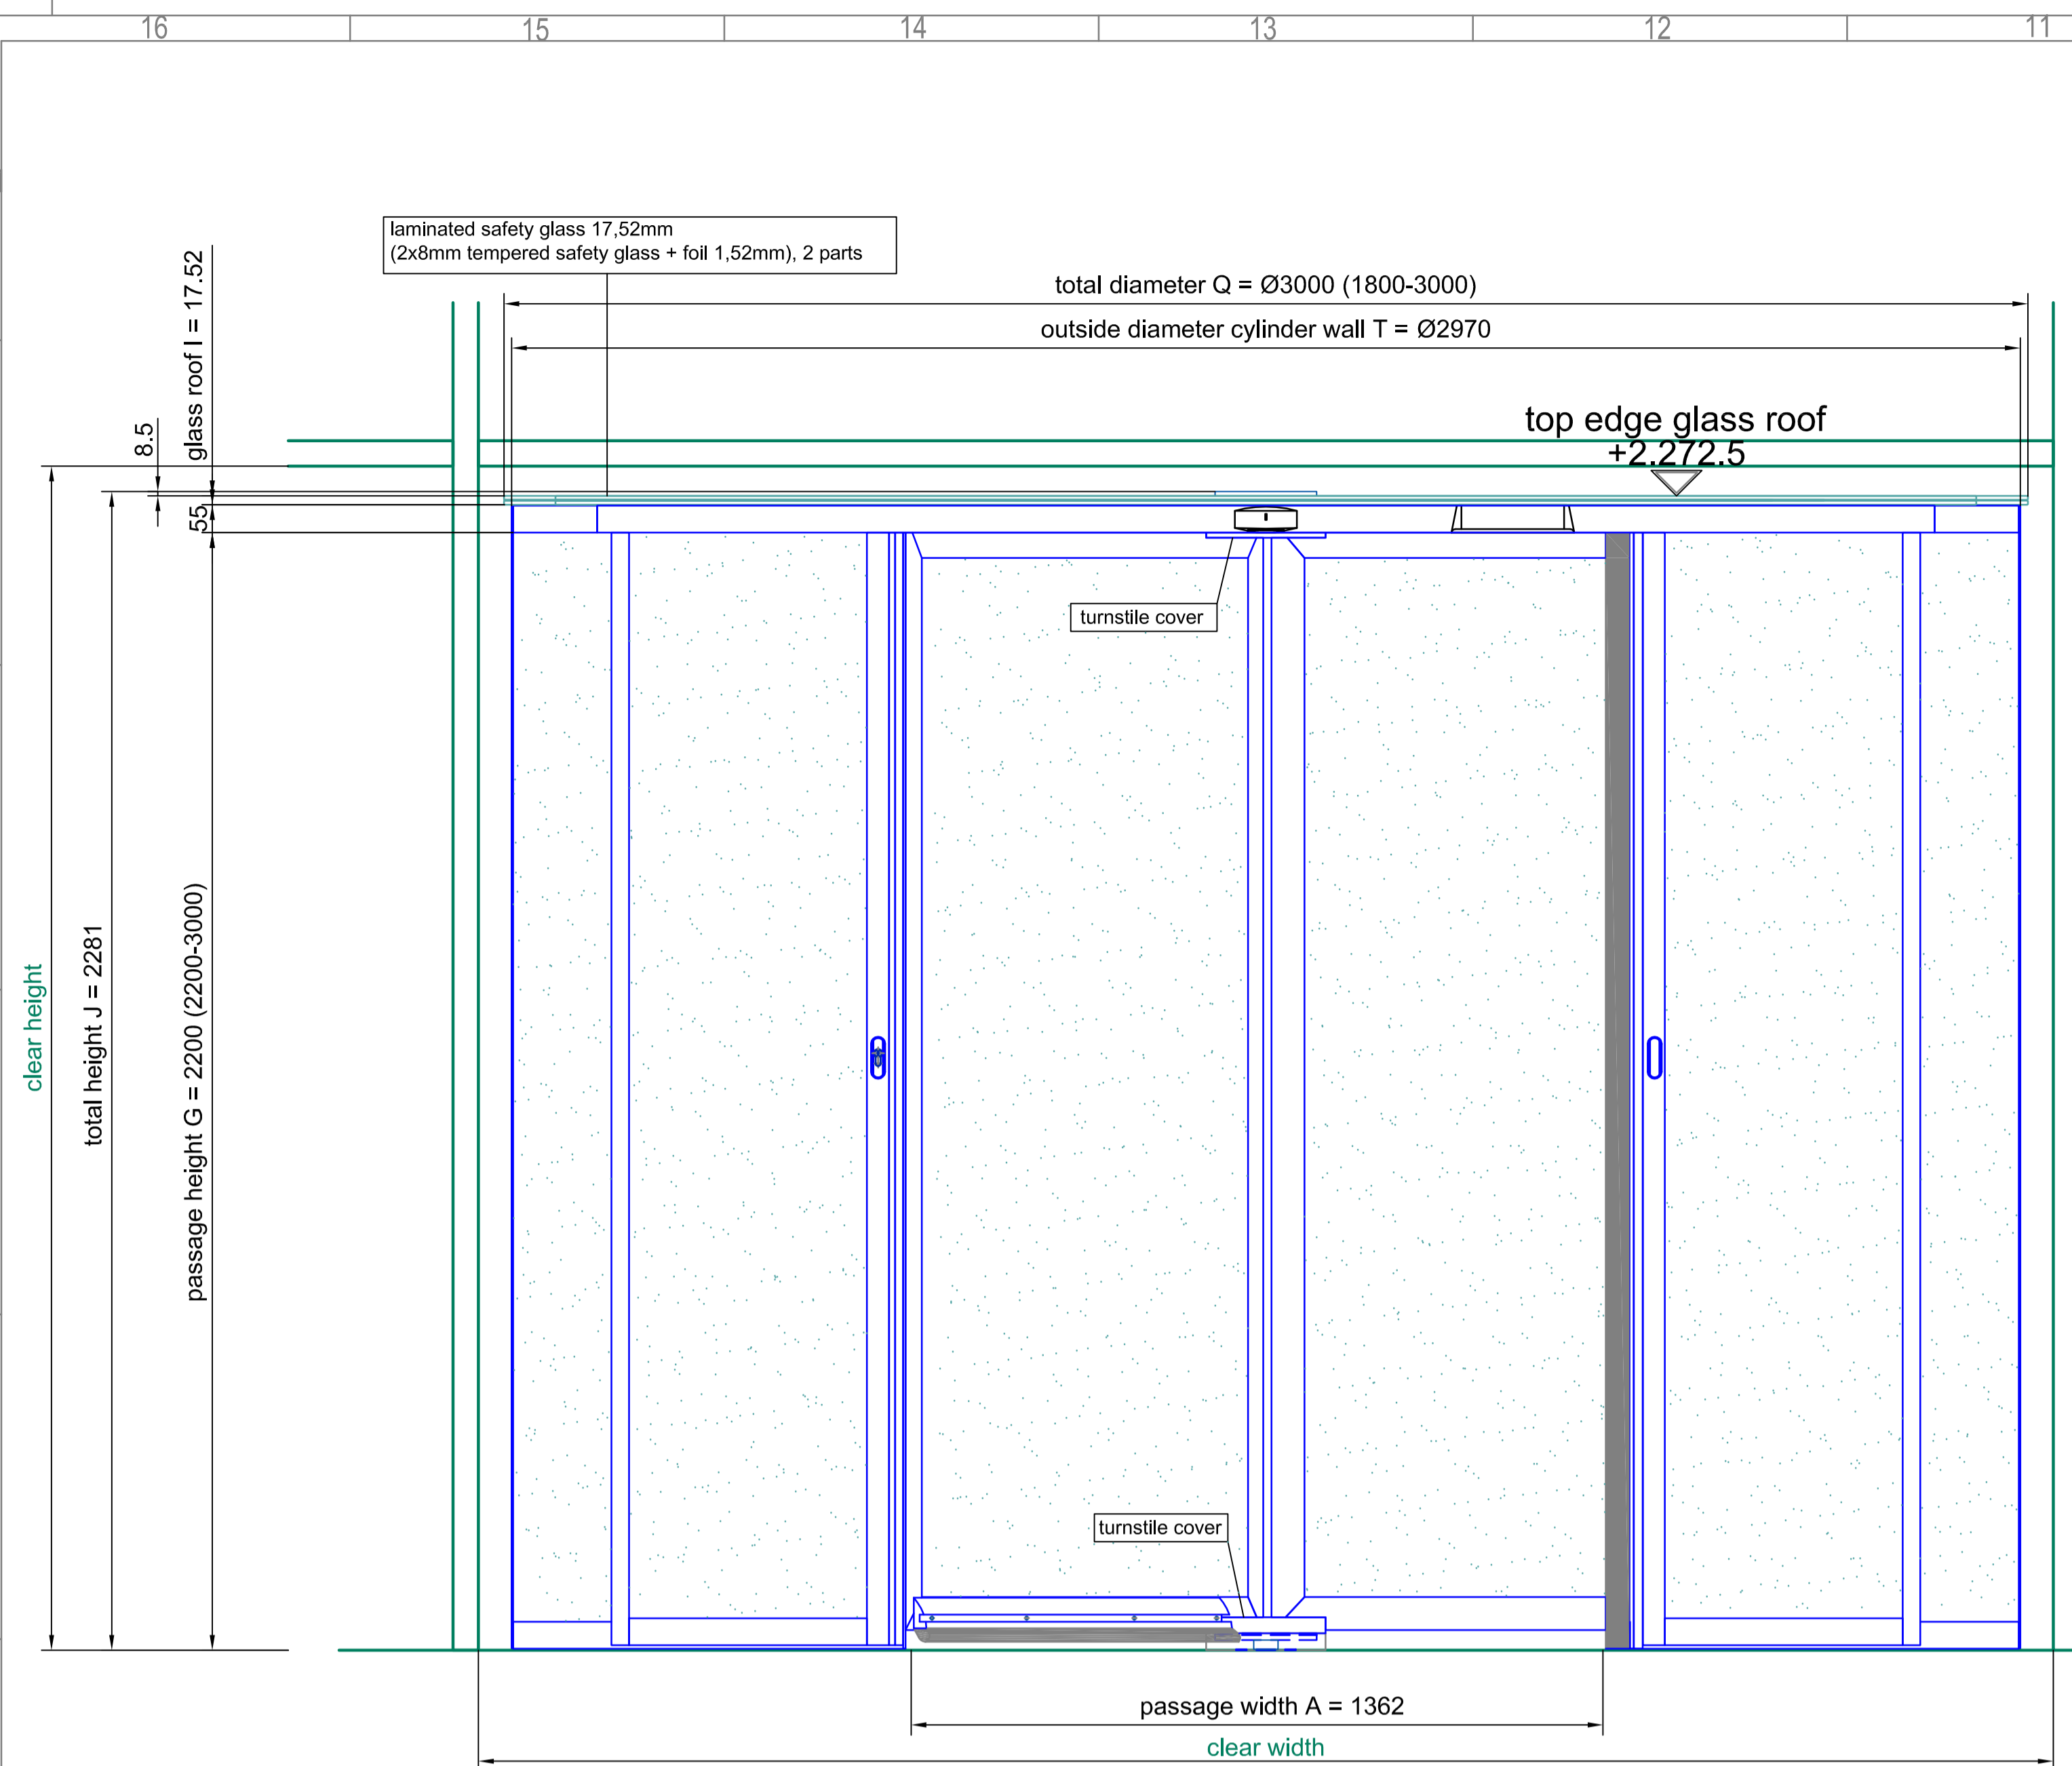 16 15 14 13 12 11
laminated safety glass 17,52mm
(2x8mm tempered safety glass + foil 1,52mm), 2 parts
total diameter Q = Ø3000 (1800-3000)
outside diameter cylinder wall T = Ø2970
top edge glass roof
+2.272.5
glass roof I = 17.52
8.5
55
turnstile cover
clear height
total height J = 2281
passage height G = 2200 (2200-3000)
turnstile cover
passage width A = 1362
clear width